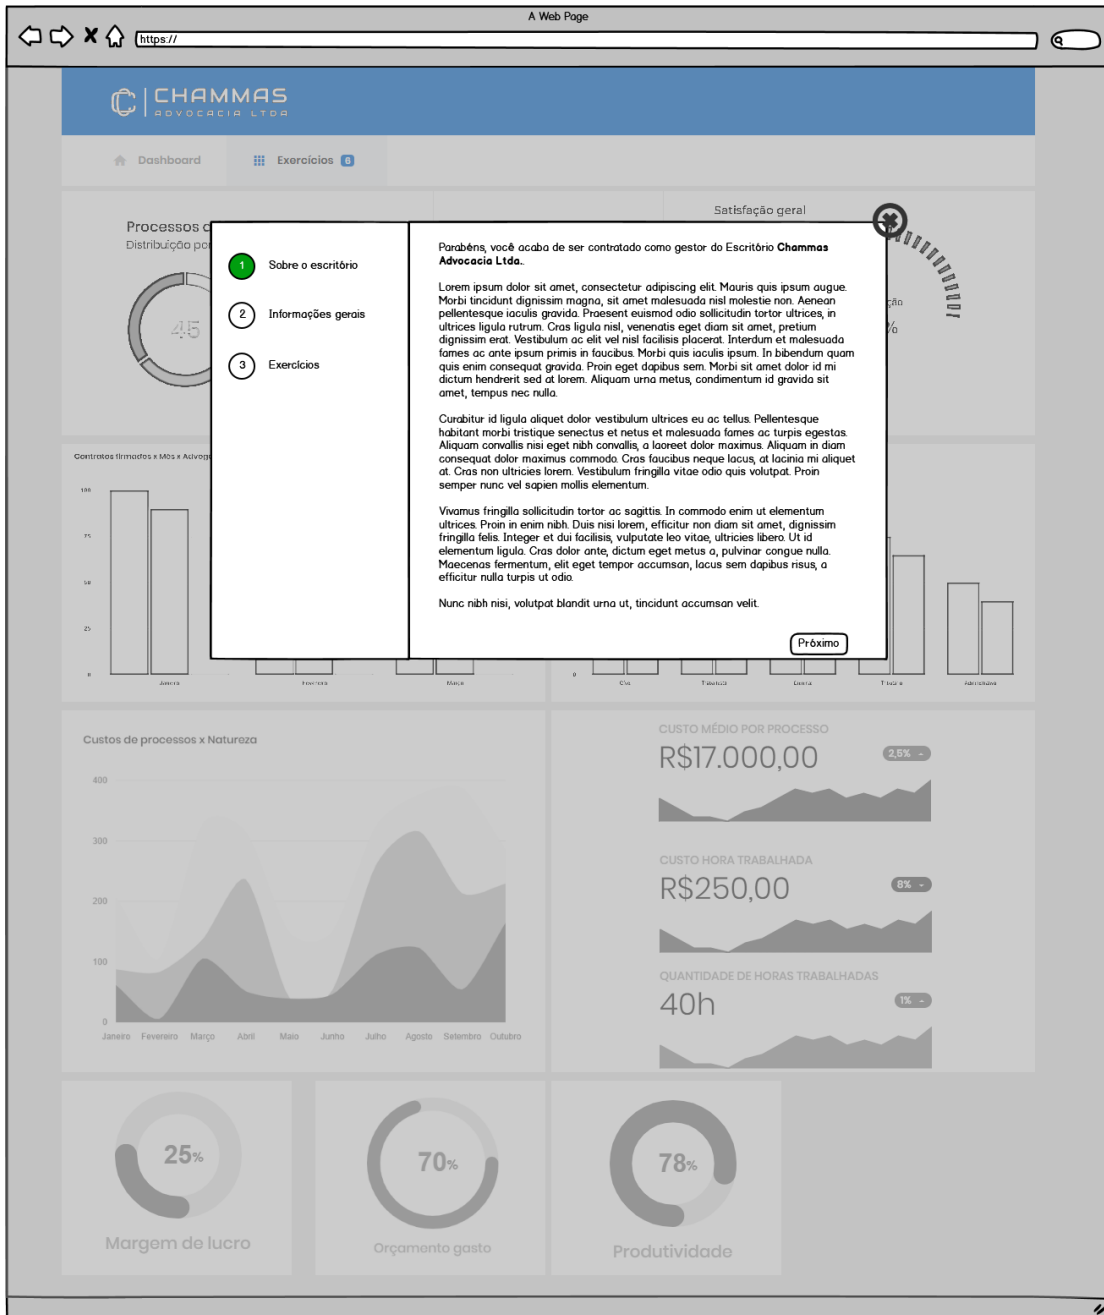 A Web Page
https://
CHAMMAS
ADVOCACIA LTDA
Dashboard
Exercícios 6
Satisfação geral
Processos
Distribuição por
45
ção
%
1 Sobre o escritório
2 Informações gerais
3 Exercícios
Parabéns, você acaba de ser contratado como gestor do Escritório Chammas
Advocacia Ltda..
Lorem ipsum dolor sit amet, consectetur adipiscing elit. Mauris quis ipsum augue.
Morbi tincidunt dignissim magna, sit amet malesuada nisl molestie non. Aenean
pellentesque iaculis gravida. Praesent euismod odio sollicitudin tortor ultrices, in
ultrices ligula rutrum. Cras ligula nisl, venenatis eget diam sit amet, pretium
dignissim erat. Vestibulum ac elit vel nisl facilisis placerat. Interdum et malesuada
fames ac ante ipsum primis in faucibus. Morbi quis iaculis ipsum. In bibendum quam
quis enim consequat gravida. Proin eget dapibus sem. Morbi sit amet dolor id mi
dictum hendrerit sed at lorem. Aliquam urna metus, condimentum id gravida sit
amet, tempus nec nulla.
Curabitur id ligula aliquet dolor vestibulum ultrices eu ac tellus. Pellentesque
habitant morbi tristique senectus et netus et malesuada fames ac turpis egestas.
Aliquam convallis nisi eget nibh convallis, a laoreet dolor maximus. Aliquam in diam
consequat dolor maximus commodo. Cras faucibus neque lacus, at lacinia mi aliquet
at. Cras non ultricies lorem. Vestibulum fringilla vitae odio quis volutpat. Proin
semper nunc vel sapien mollis elementum.
Vivamus fringilla sollicitudin tortor ac sagittis. In commodo enim ut elementum
ultrices. Proin in enim nibh. Duis nisi lorem, efficitur non diam sit amet, dignissim
fringilla felis. Integer et dui facilisis, vulputate leo vitae, ultricies libero. Ut id
elementum ligula. Cras dolor ante, dictum eget metus a, pulvinar congue nulla.
Maecenas fermentum, elit eget tempor accumsan, lacus sem dapibus risus, a
efficitur nulla turpis ut odio.
Nunc nibh nisi, volutpat blandit urna ut, tincidunt accumsan velit.
Próximo
Contratos firmados x Mês x Advog
100
75
50
25
0
Janeiro Fevereiro Março
0
Cível Trabalhista
Custos de processos x Natureza
400
300
200
100
0
Janeiro Fevereiro Março Abril Maio Junho Julho Agosto Setembro Outubro
CUSTO MÉDIO POR PROCESSO
R$17.000,00 2,5%
CUSTO HORA TRABALHADA
R$250,00 8%
QUANTIDADE DE HORAS TRABALHADAS
40h 1%
25%
Margem de lucro
70%
Orçamento gasto
78%
Produtividade